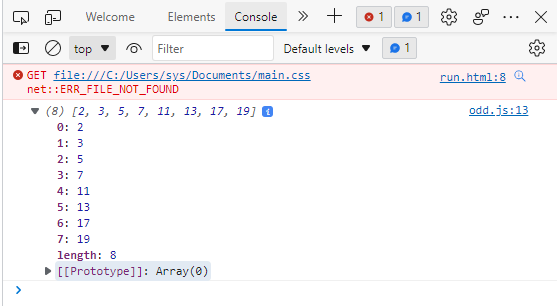 Welcome Elements Console 1 1
top Filter Default levels 1
GET file:///C:/Users/sys/Documents/main.css run.html:8
net::ERR_FILE_NOT_FOUND
(8) [2, 3, 5, 7, 11, 13, 17, 19] i odd.js:13
0: 2
1: 3
2: 5
3: 7
4: 11
5: 13
6: 17
7: 19
length: 8
[[Prototype]]: Array(0)